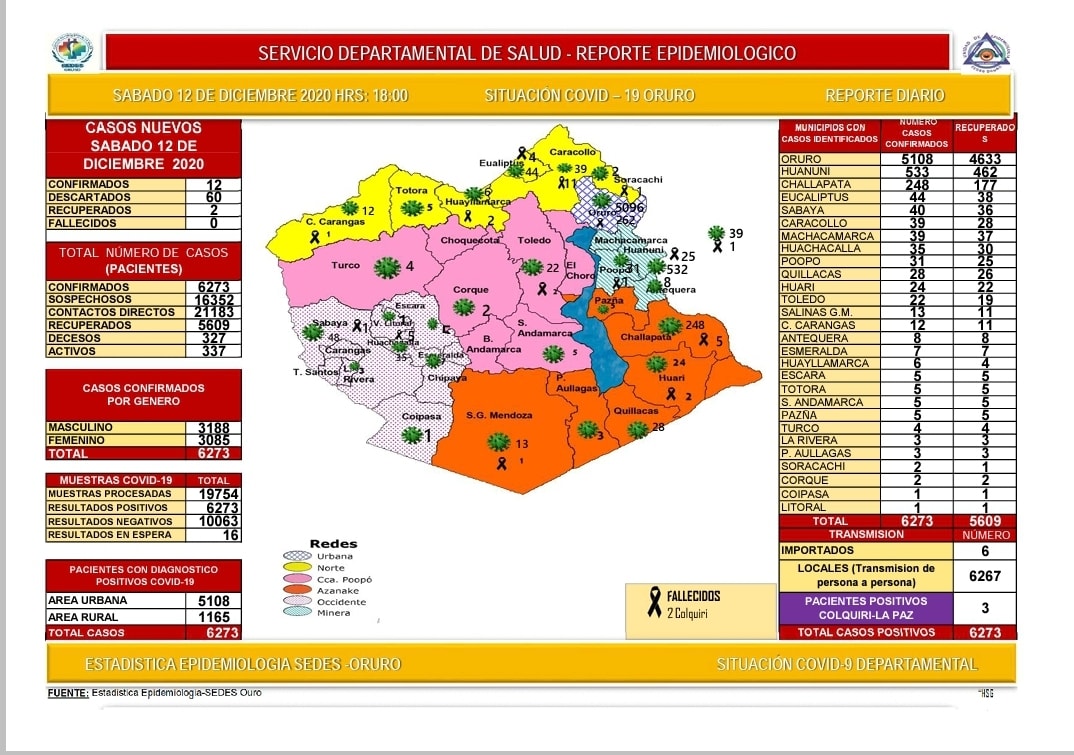 SERVICIO DEPARTAMENTAL DE SALUD - REPORTE EPIDEMIOLOGICO
SABADO 12 DE DICIEMBRE 2020 HRS: 18:00 SITUACIÒN COVID – 19 ORURO REPORTE DIARIO
CASOS NUEVOS
SABADO 12 DE
DICIEMBRE 2020
CONFIRMADOS 12
DESCARTADOS 60
RECUPERADOS 2
FALLECIDOS 0
TOTAL NÚMERO DE CASOS
(PACIENTES)
CONFIRMADOS 6273
SOSPECHOSOS 16352
CONTACTOS DIRECTOS 21183
RECUPERADOS 5609
DECESOS 327
ACTIVOS 337
CASOS CONFIRMADOS
POR GENERO
MASCULINO 3188
FEMENINO 3085
TOTAL 6273
MUESTRAS COVID-19 TOTAL
MUESTRAS PROCESADAS 19754
RESULTADOS POSITIVOS 6273
RESULTADOS NEGATIVOS 10063
RESULTADOS EN ESPERA 16
PACIENTES CON DIAGNOSTICO
POSITIVOS COVID-19
AREA URBANA 5108
AREA RURAL 1165
TOTAL CASOS 6273
Caracollo
Eualiptus 4
44
39
11
2
Soracachi
1
Totora
5
Huayllamarca
6
2
12
C. Carangas
1
Oruro
5096
262
39
1
Choquecota
Toledo
Machacamarca
Huanuni
25
532
Poopo
31
1
8
Antequera
Turco
4
22
2
El
Choro
Corque
2
Pazña
5
Escara
1
Sabaya
1
48
V. Litoral
5
Huachacalla
35
Carangas
Esmeralda
T. Santos
L.
Rivera
3
Chipaya
S.
Andamarca
B.
Andamarca
5
248
Challapata
5
24
Huari
2
P.
Aullagas
3
Quillacas
28
Coipasa
1
S.G. Mendoza
13
1
Redes
Urbana
Norte
Cca. Poopó
Azanake
Occidente
Minera
FALLECIDOS
2 Colquiri
MUNICIPIOS CON
CASOS IDENTIFICADOS
NUMERO
CASOS
CONFIRMADOS
RECUPERADO
S
ORURO 5108 4633
HUANUNI 533 462
CHALLAPATA 248 177
EUCALIPTUS 44 38
SABAYA 40 36
CARACOLLO 39 28
MACHACAMARCA 39 37
HUACHACALLA 35 30
POOPO 31 25
QUILLACAS 28 26
HUARI 24 22
TOLEDO 22 19
SALINAS G.M. 13 11
C. CARANGAS 12 11
ANTEQUERA 8 8
ESMERALDA 7 7
HUAYLLAMARCA 6 4
ESCARA 5 5
TOTORA 5 5
S. ANDAMARCA 5 5
PAZÑA 5 5
TURCO 4 4
LA RIVERA 3 3
P. AULLAGAS 3 3
SORACACHI 2 1
CORQUE 2 2
COIPASA 1 1
LITORAL 1 1
TOTAL 6273 5609
TRANSMISION NÚMERO
IMPORTADOS 6
LOCALES (Transmision de
persona a persona) 6267
PACIENTES POSITIVOS
COLQUIRI-LA PAZ 3
TOTAL CASOS POSITIVOS 6273
ESTADISTICA EPIDEMIOLOGIA SEDES -ORURO SITUACIÓN COVID-9 DEPARTAMENTAL
FUENTE: Estadistica Epidemiologia-SEDES Ouro
"HSG